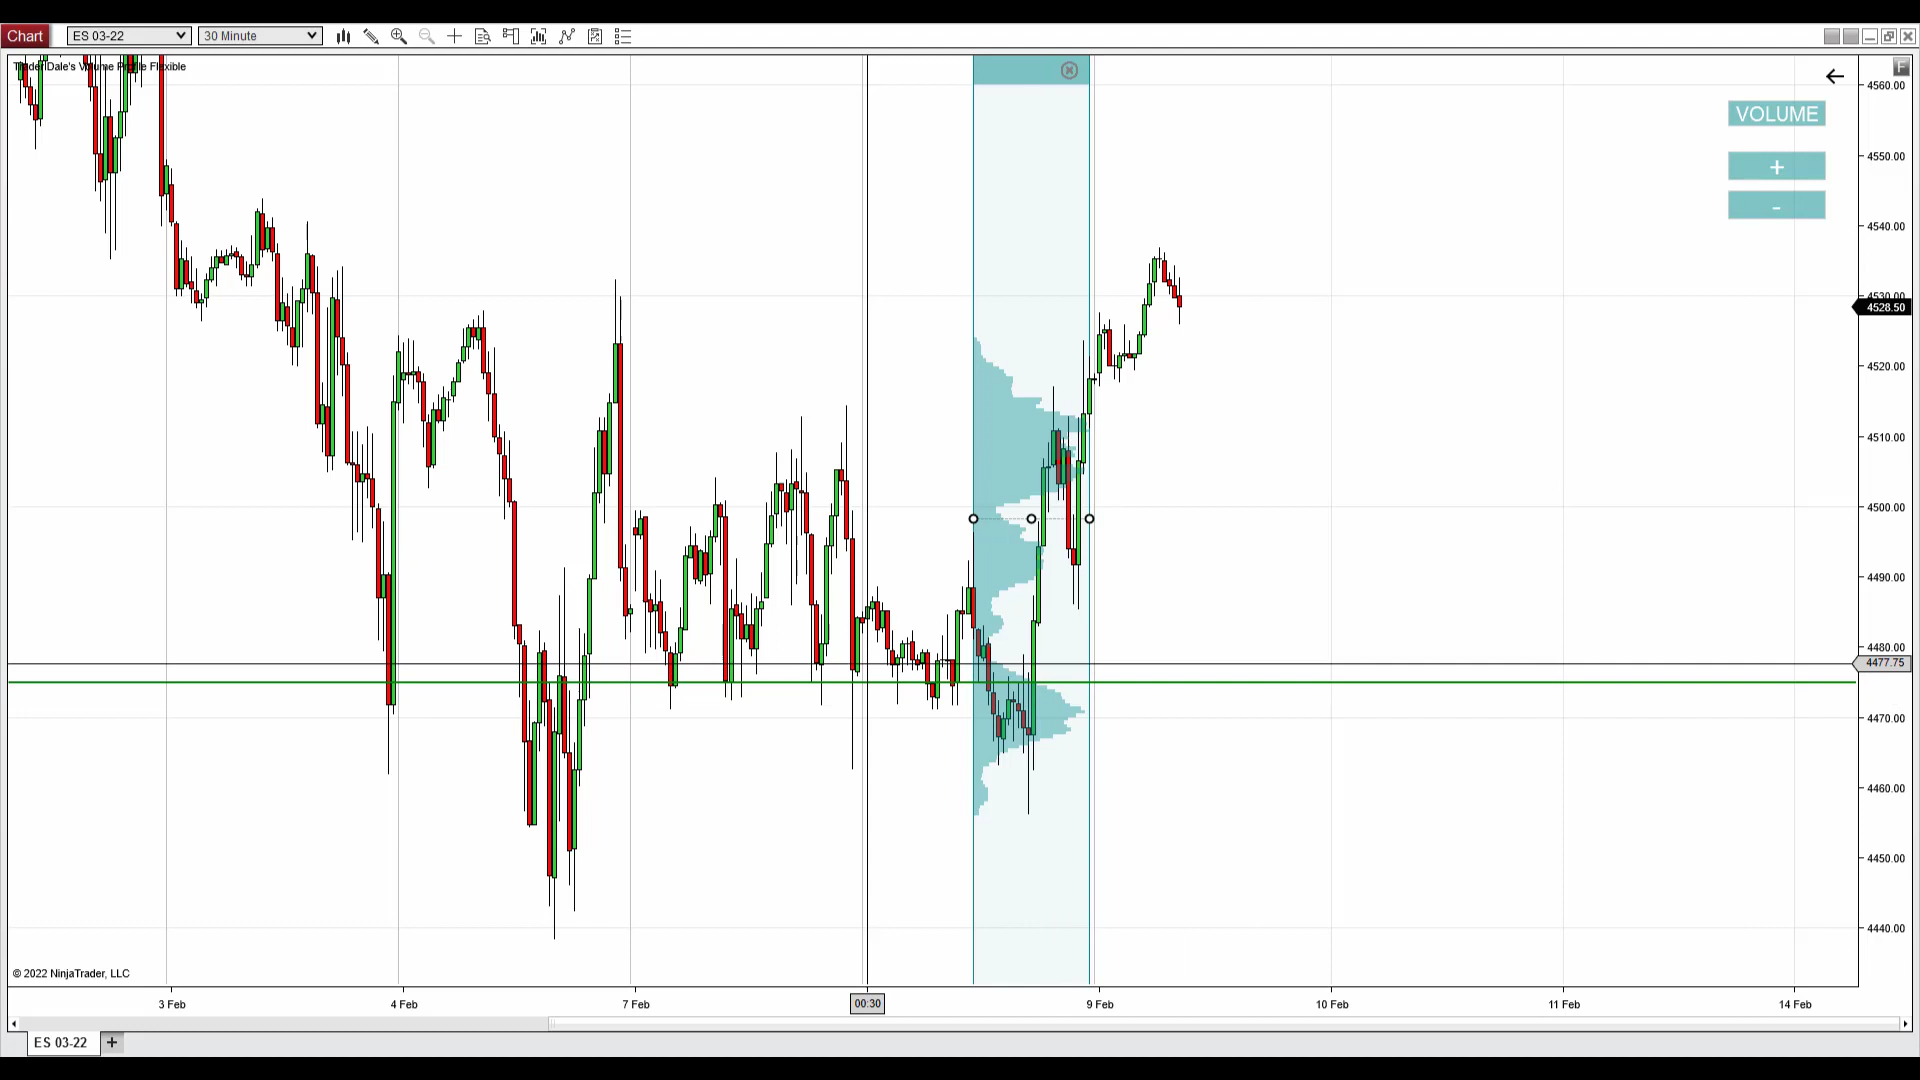 Chart
ES 03-22
30 Minute
Trader Dale's Volume Profile Flexible
F
VOLUME
+
-
4560.00
4550.00
4540.00
4530.00
4528.50
4520.00
4510.00
4500.00
4490.00
4480.00
4477.75
4470.00
4460.00
4450.00
4440.00
© 2022 NinjaTrader, LLC
3 Feb
4 Feb
7 Feb
00:30
9 Feb
10 Feb
11 Feb
14 Feb
ES 03-22
+